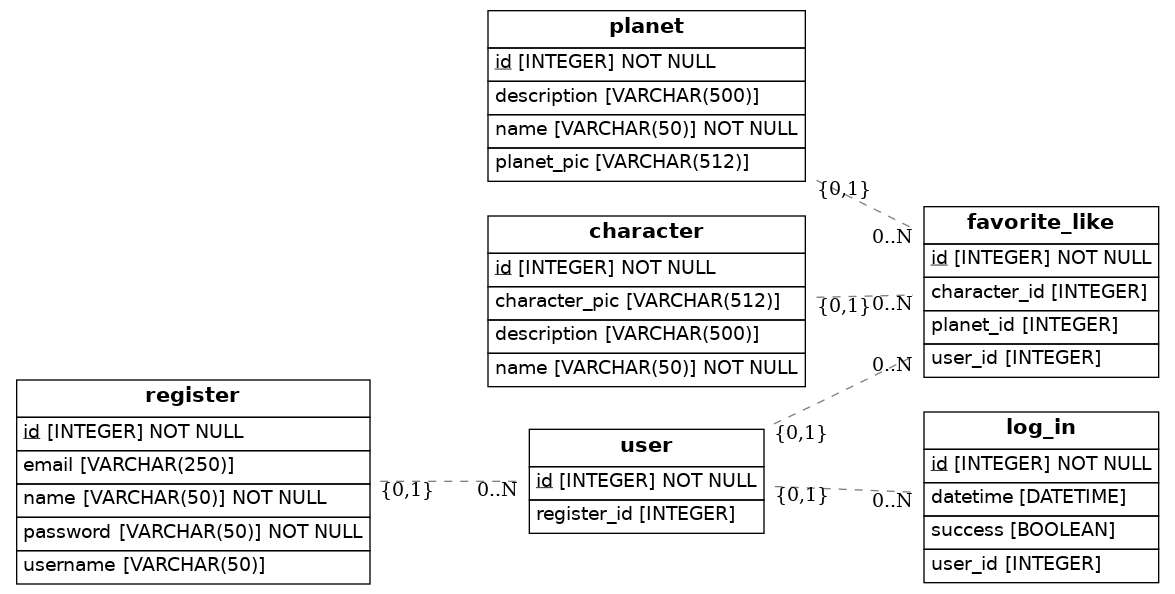 planet
id [INTEGER] NOT NULL
description [VARCHAR(500)]
name [VARCHAR(50)] NOT NULL
planet_pic [VARCHAR(512)]
{0,1}
0..N
character
id [INTEGER] NOT NULL
character_pic [VARCHAR(512)]
description [VARCHAR(500)]
name [VARCHAR(50)] NOT NULL
{0,1}
0..N
favorite_like
id [INTEGER] NOT NULL
character_id [INTEGER]
planet_id [INTEGER]
user_id [INTEGER]
0..N
{0,1}
register
id [INTEGER] NOT NULL
email [VARCHAR(250)]
name [VARCHAR(50)] NOT NULL
password [VARCHAR(50)] NOT NULL
username [VARCHAR(50)]
{0,1}
0..N
user
id [INTEGER] NOT NULL
register_id [INTEGER]
{0,1}
0..N
log_in
id [INTEGER] NOT NULL
datetime [DATETIME]
success [BOOLEAN]
user_id [INTEGER]